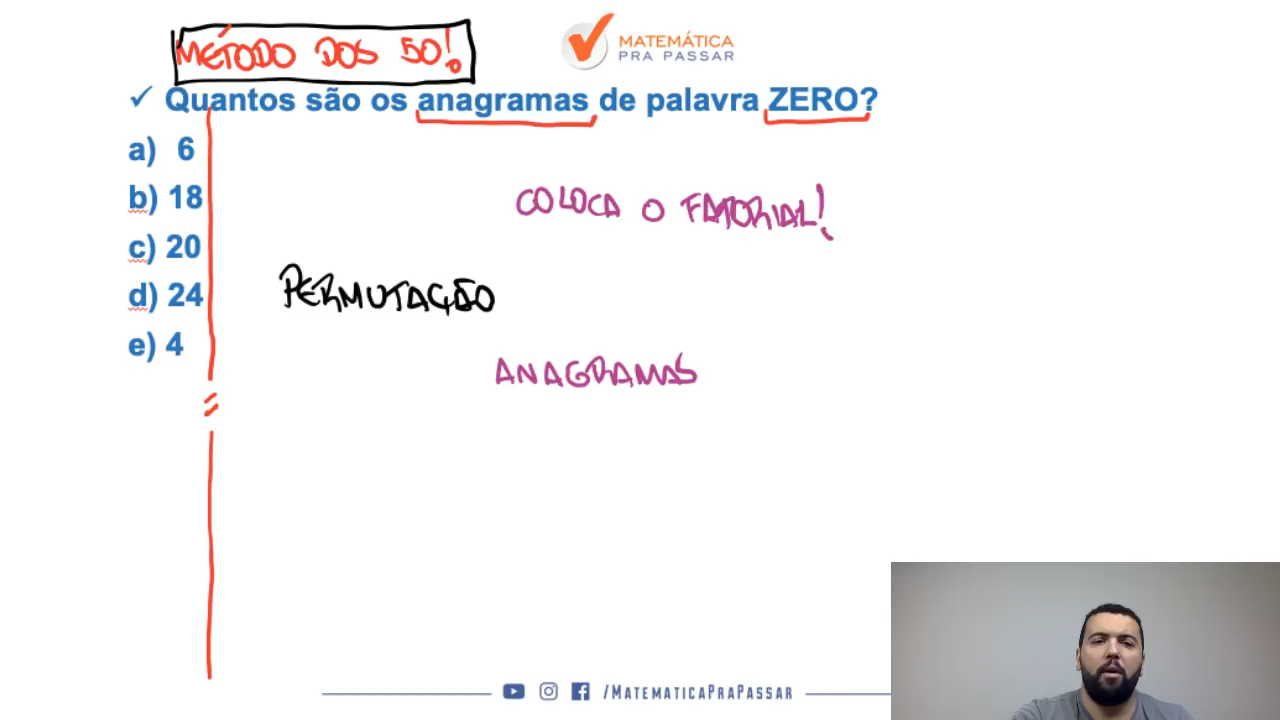 MÉTODO DOS 50!
MATEMÁTICA
PRA PASSAR
✓ Quantos são os anagramas de palavra ZERO?
a) 6
b) 18
c) 20
d) 24
e) 4
COLOCA O FATORIAL!
PERMUTAÇÃO
ANAGRAMAS
/MATEMATICAPRAPASSAR